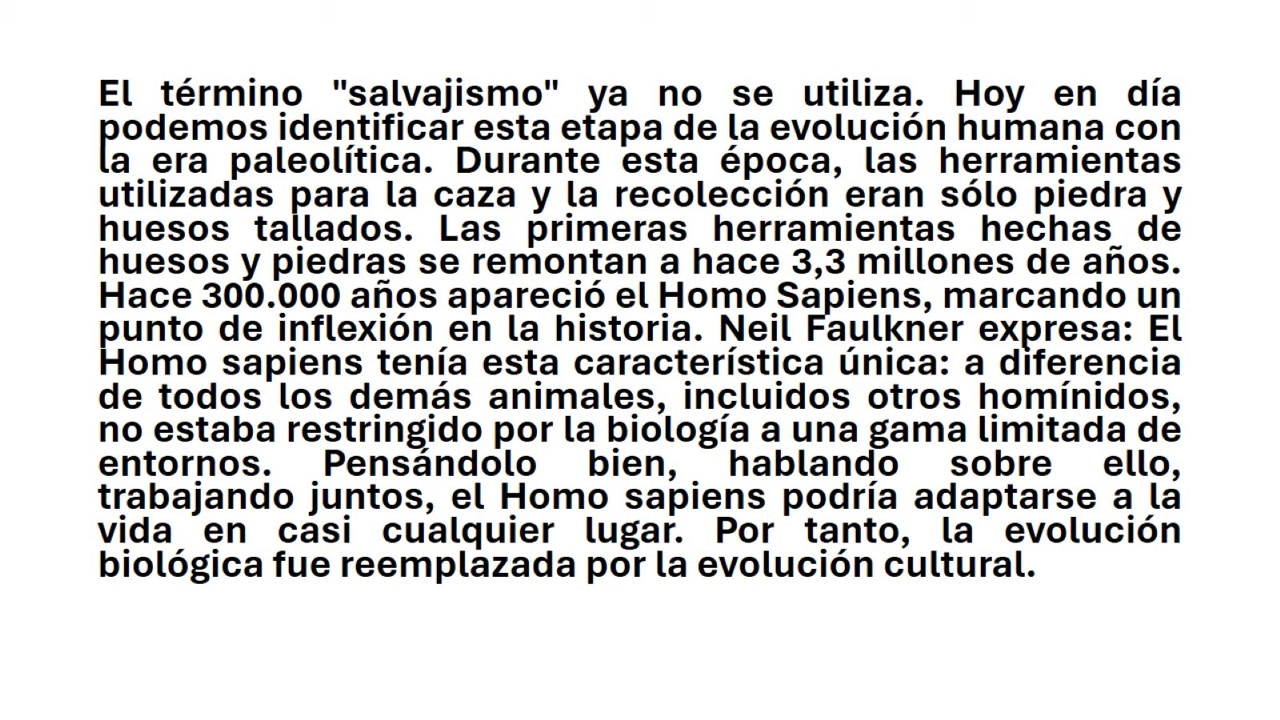 El término "salvajismo" ya no se utiliza. Hoy en día
podemos identificar esta etapa de la evolución humana con
la era paleolítica. Durante esta época, las herramientas
utilizadas para la caza y la recolección eran sólo piedra y
huesos tallados. Las primeras herramientas hechas de
huesos y piedras se remontan a hace 3,3 millones de años.
Hace 300.000 años apareció el Homo Sapiens, marcando un
punto de inflexión en la historia. Neil Faulkner expresa: El
Homo sapiens tenía esta característica única: a diferencia
de todos los demás animales, incluidos otros homínidos,
no estaba restringido por la biología a una gama limitada de
entornos. Pensándolo bien, hablando sobre ello,
trabajando juntos, el Homo sapiens podría adaptarse a la
vida en casi cualquier lugar. Por tanto, la evolución
biológica fue reemplazada por la evolución cultural.